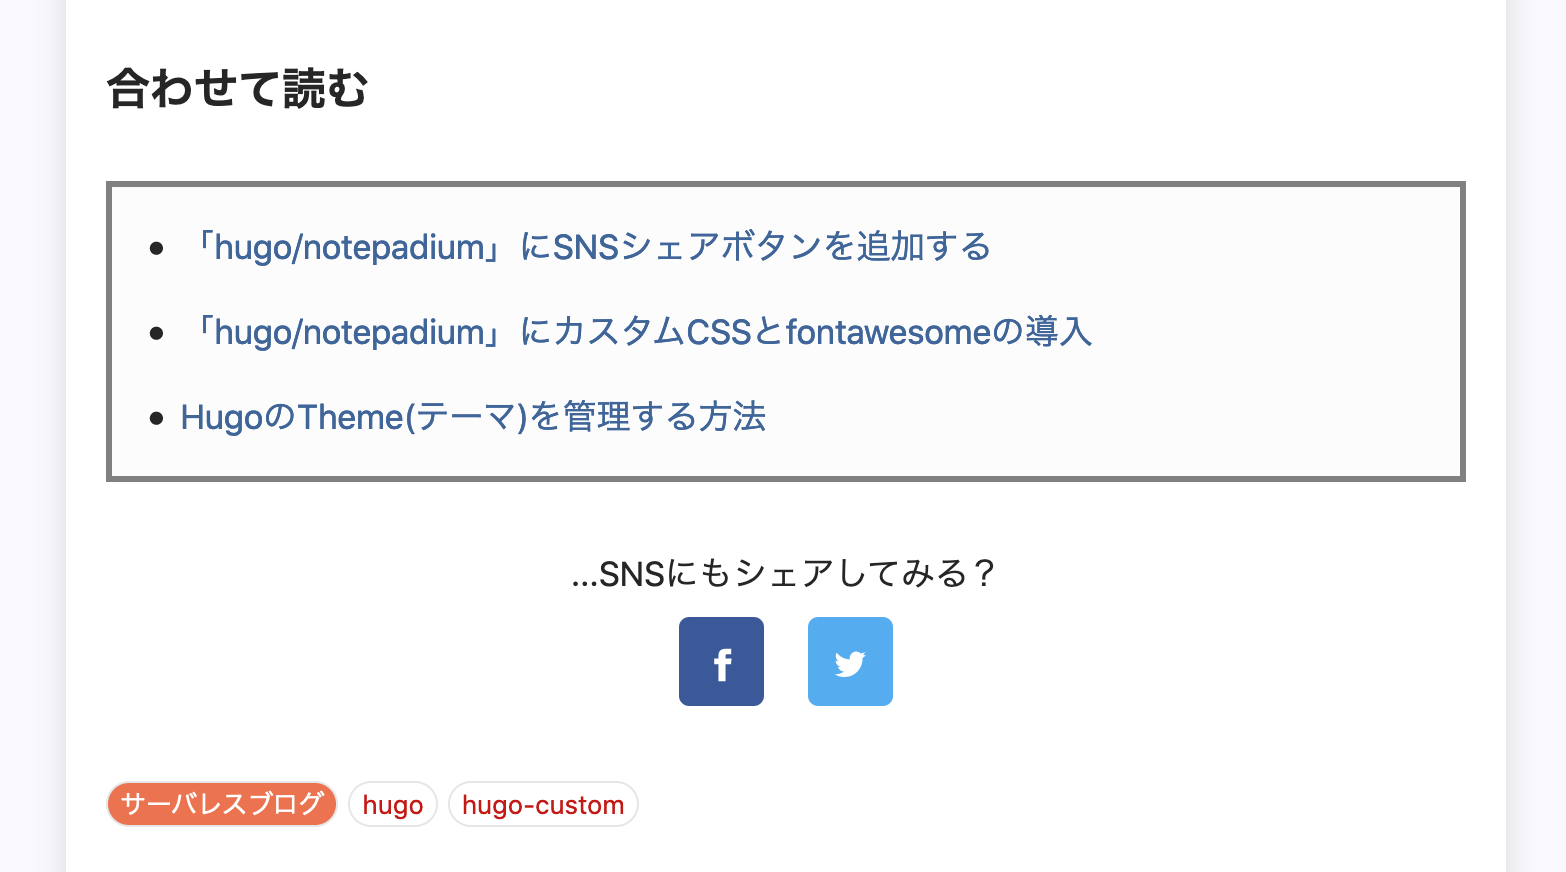 合わせて読む
「hugo/notepadium」にSNSシェアボタンを追加する
「hugo/notepadium」にカスタムCSSとfontawesomeの導入
HugoのTheme(テーマ)を管理する方法
...SNSにもシェアしてみる？
サーバレスブログ hugo hugo-custom